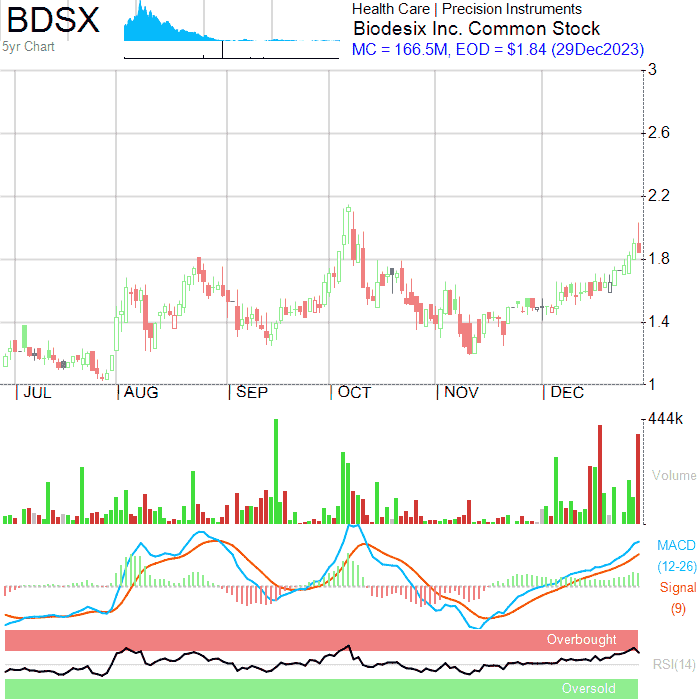 BDSX
5yr Chart
Health Care | Precision Instruments
Biodesix Inc. Common Stock
MC = 166.5M, EOD = $1.84 (29Dec2023)
3
2.6
2.2
1.8
1.4
1
JUL
AUG
SEP
OCT
NOV
DEC
444k
Volume
MACD
(12-26)
Signal
(9)
Overbought
RSI(14)
Oversold